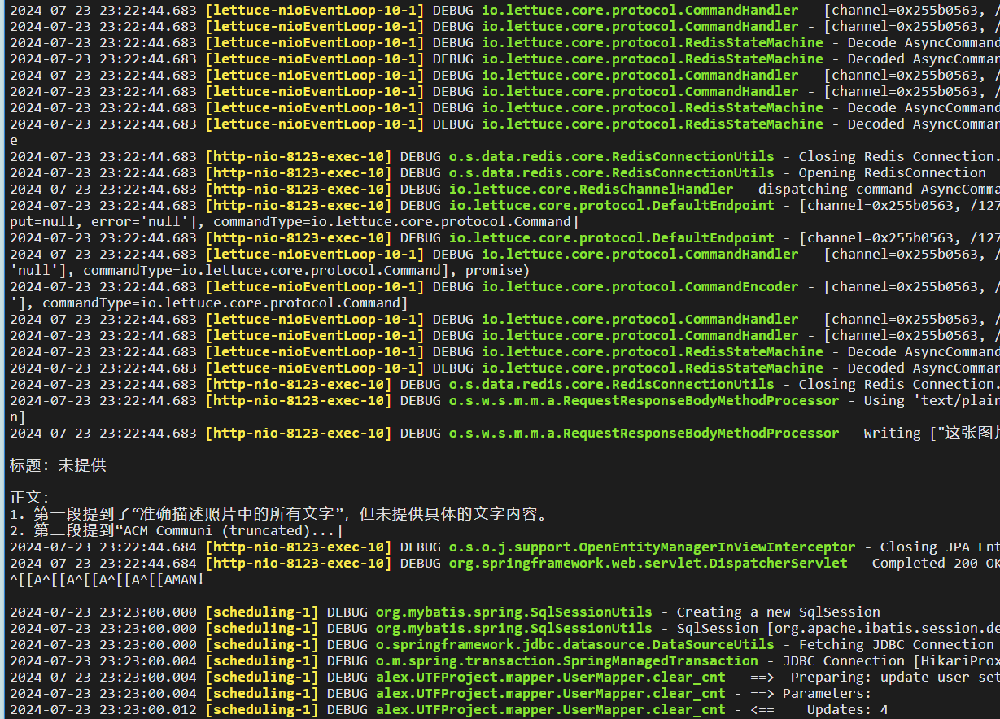 2024-07-23 23:22:44.683 [lettuce-nioEventLoop-10-1] DEBUG io.lettuce.core.protocol.CommandHandler - [channel=0x255b0563, /
2024-07-23 23:22:44.683 [lettuce-nioEventLoop-10-1] DEBUG io.lettuce.core.protocol.CommandHandler - [channel=0x255b0563, /
2024-07-23 23:22:44.683 [lettuce-nioEventLoop-10-1] DEBUG io.lettuce.core.protocol.RedisStateMachine - Decode AsyncCommand
2024-07-23 23:22:44.683 [lettuce-nioEventLoop-10-1] DEBUG io.lettuce.core.protocol.RedisStateMachine - Decoded AsyncComman
2024-07-23 23:22:44.683 [lettuce-nioEventLoop-10-1] DEBUG io.lettuce.core.protocol.CommandHandler - [channel=0x255b0563, /
2024-07-23 23:22:44.683 [lettuce-nioEventLoop-10-1] DEBUG io.lettuce.core.protocol.CommandHandler - [channel=0x255b0563, /
2024-07-23 23:22:44.683 [lettuce-nioEventLoop-10-1] DEBUG io.lettuce.core.protocol.RedisStateMachine - Decode AsyncCommand
2024-07-23 23:22:44.683 [lettuce-nioEventLoop-10-1] DEBUG io.lettuce.core.protocol.RedisStateMachine - Decoded AsyncComman
e
2024-07-23 23:22:44.683 [http-nio-8123-exec-10] DEBUG o.s.data.redis.core.RedisConnectionUtils - Closing Redis Connection.
2024-07-23 23:22:44.683 [http-nio-8123-exec-10] DEBUG o.s.data.redis.core.RedisConnectionUtils - Opening RedisConnection
2024-07-23 23:22:44.683 [http-nio-8123-exec-10] DEBUG io.lettuce.core.RedisChannelHandler - dispatching command AsyncComma
2024-07-23 23:22:44.683 [http-nio-8123-exec-10] DEBUG io.lettuce.core.protocol.DefaultEndpoint - [channel=0x255b0563, /127
put=null, error='null'], commandType=io.lettuce.core.protocol.Command]
2024-07-23 23:22:44.683 [http-nio-8123-exec-10] DEBUG io.lettuce.core.protocol.DefaultEndpoint - [channel=0x255b0563, /127
2024-07-23 23:22:44.683 [lettuce-nioEventLoop-10-1] DEBUG io.lettuce.core.protocol.CommandHandler - [channel=0x255b0563, /
'null'], commandType=io.lettuce.core.protocol.Command], promise)
2024-07-23 23:22:44.683 [lettuce-nioEventLoop-10-1] DEBUG io.lettuce.core.protocol.CommandEncoder - [channel=0x255b0563, /
'], commandType=io.lettuce.core.protocol.Command]
2024-07-23 23:22:44.683 [lettuce-nioEventLoop-10-1] DEBUG io.lettuce.core.protocol.CommandHandler - [channel=0x255b0563, /
2024-07-23 23:22:44.683 [lettuce-nioEventLoop-10-1] DEBUG io.lettuce.core.protocol.CommandHandler - [channel=0x255b0563, /
2024-07-23 23:22:44.683 [lettuce-nioEventLoop-10-1] DEBUG io.lettuce.core.protocol.RedisStateMachine - Decode AsyncCommand
2024-07-23 23:22:44.683 [lettuce-nioEventLoop-10-1] DEBUG io.lettuce.core.protocol.RedisStateMachine - Decoded AsyncComman
2024-07-23 23:22:44.683 [http-nio-8123-exec-10] DEBUG o.s.data.redis.core.RedisConnectionUtils - Closing Redis Connection.
2024-07-23 23:22:44.683 [http-nio-8123-exec-10] DEBUG o.s.w.s.m.m.a.RequestResponseBodyMethodProcessor - Using 'text/plain
n]
2024-07-23 23:22:44.683 [http-nio-8123-exec-10] DEBUG o.s.w.s.m.m.a.RequestResponseBodyMethodProcessor - Writing ["这张图片
标题: 未提供
正文:
1. 第一段提到了“准确描述照片中的所有文字”，但未提供具体的文字内容。
2. 第二段提到“ACM Communi (truncated)...]
2024-07-23 23:22:44.684 [http-nio-8123-exec-10] DEBUG o.s.o.j.support.OpenEntityManagerInViewInterceptor - Closing JPA Ent
2024-07-23 23:22:44.684 [http-nio-8123-exec-10] DEBUG org.springframework.web.servlet.DispatcherServlet - Completed 200 OK
^[[A^[[A^[[A^[[A^[[AMAN!
2024-07-23 23:23:00.000 [scheduling-1] DEBUG org.mybatis.spring.SqlSessionUtils - Creating a new SqlSession
2024-07-23 23:23:00.000 [scheduling-1] DEBUG org.mybatis.spring.SqlSessionUtils - SqlSession [org.apache.ibatis.session.de
2024-07-23 23:23:00.000 [scheduling-1] DEBUG o.springframework.jdbc.datasource.DataSourceUtils - Fetching JDBC Connection
2024-07-23 23:23:00.004 [scheduling-1] DEBUG o.m.spring.transaction.SpringManagedTransaction - JDBC Connection [HikariProx
2024-07-23 23:23:00.004 [scheduling-1] DEBUG alex.UTFProject.mapper.UserMapper.clear_cnt - ==>  Preparing: update user set
2024-07-23 23:23:00.004 [scheduling-1] DEBUG alex.UTFProject.mapper.UserMapper.clear_cnt - ==> Parameters:
2024-07-23 23:23:00.012 [scheduling-1] DEBUG alex.UTFProject.mapper.UserMapper.clear_cnt - <==    Updates: 4